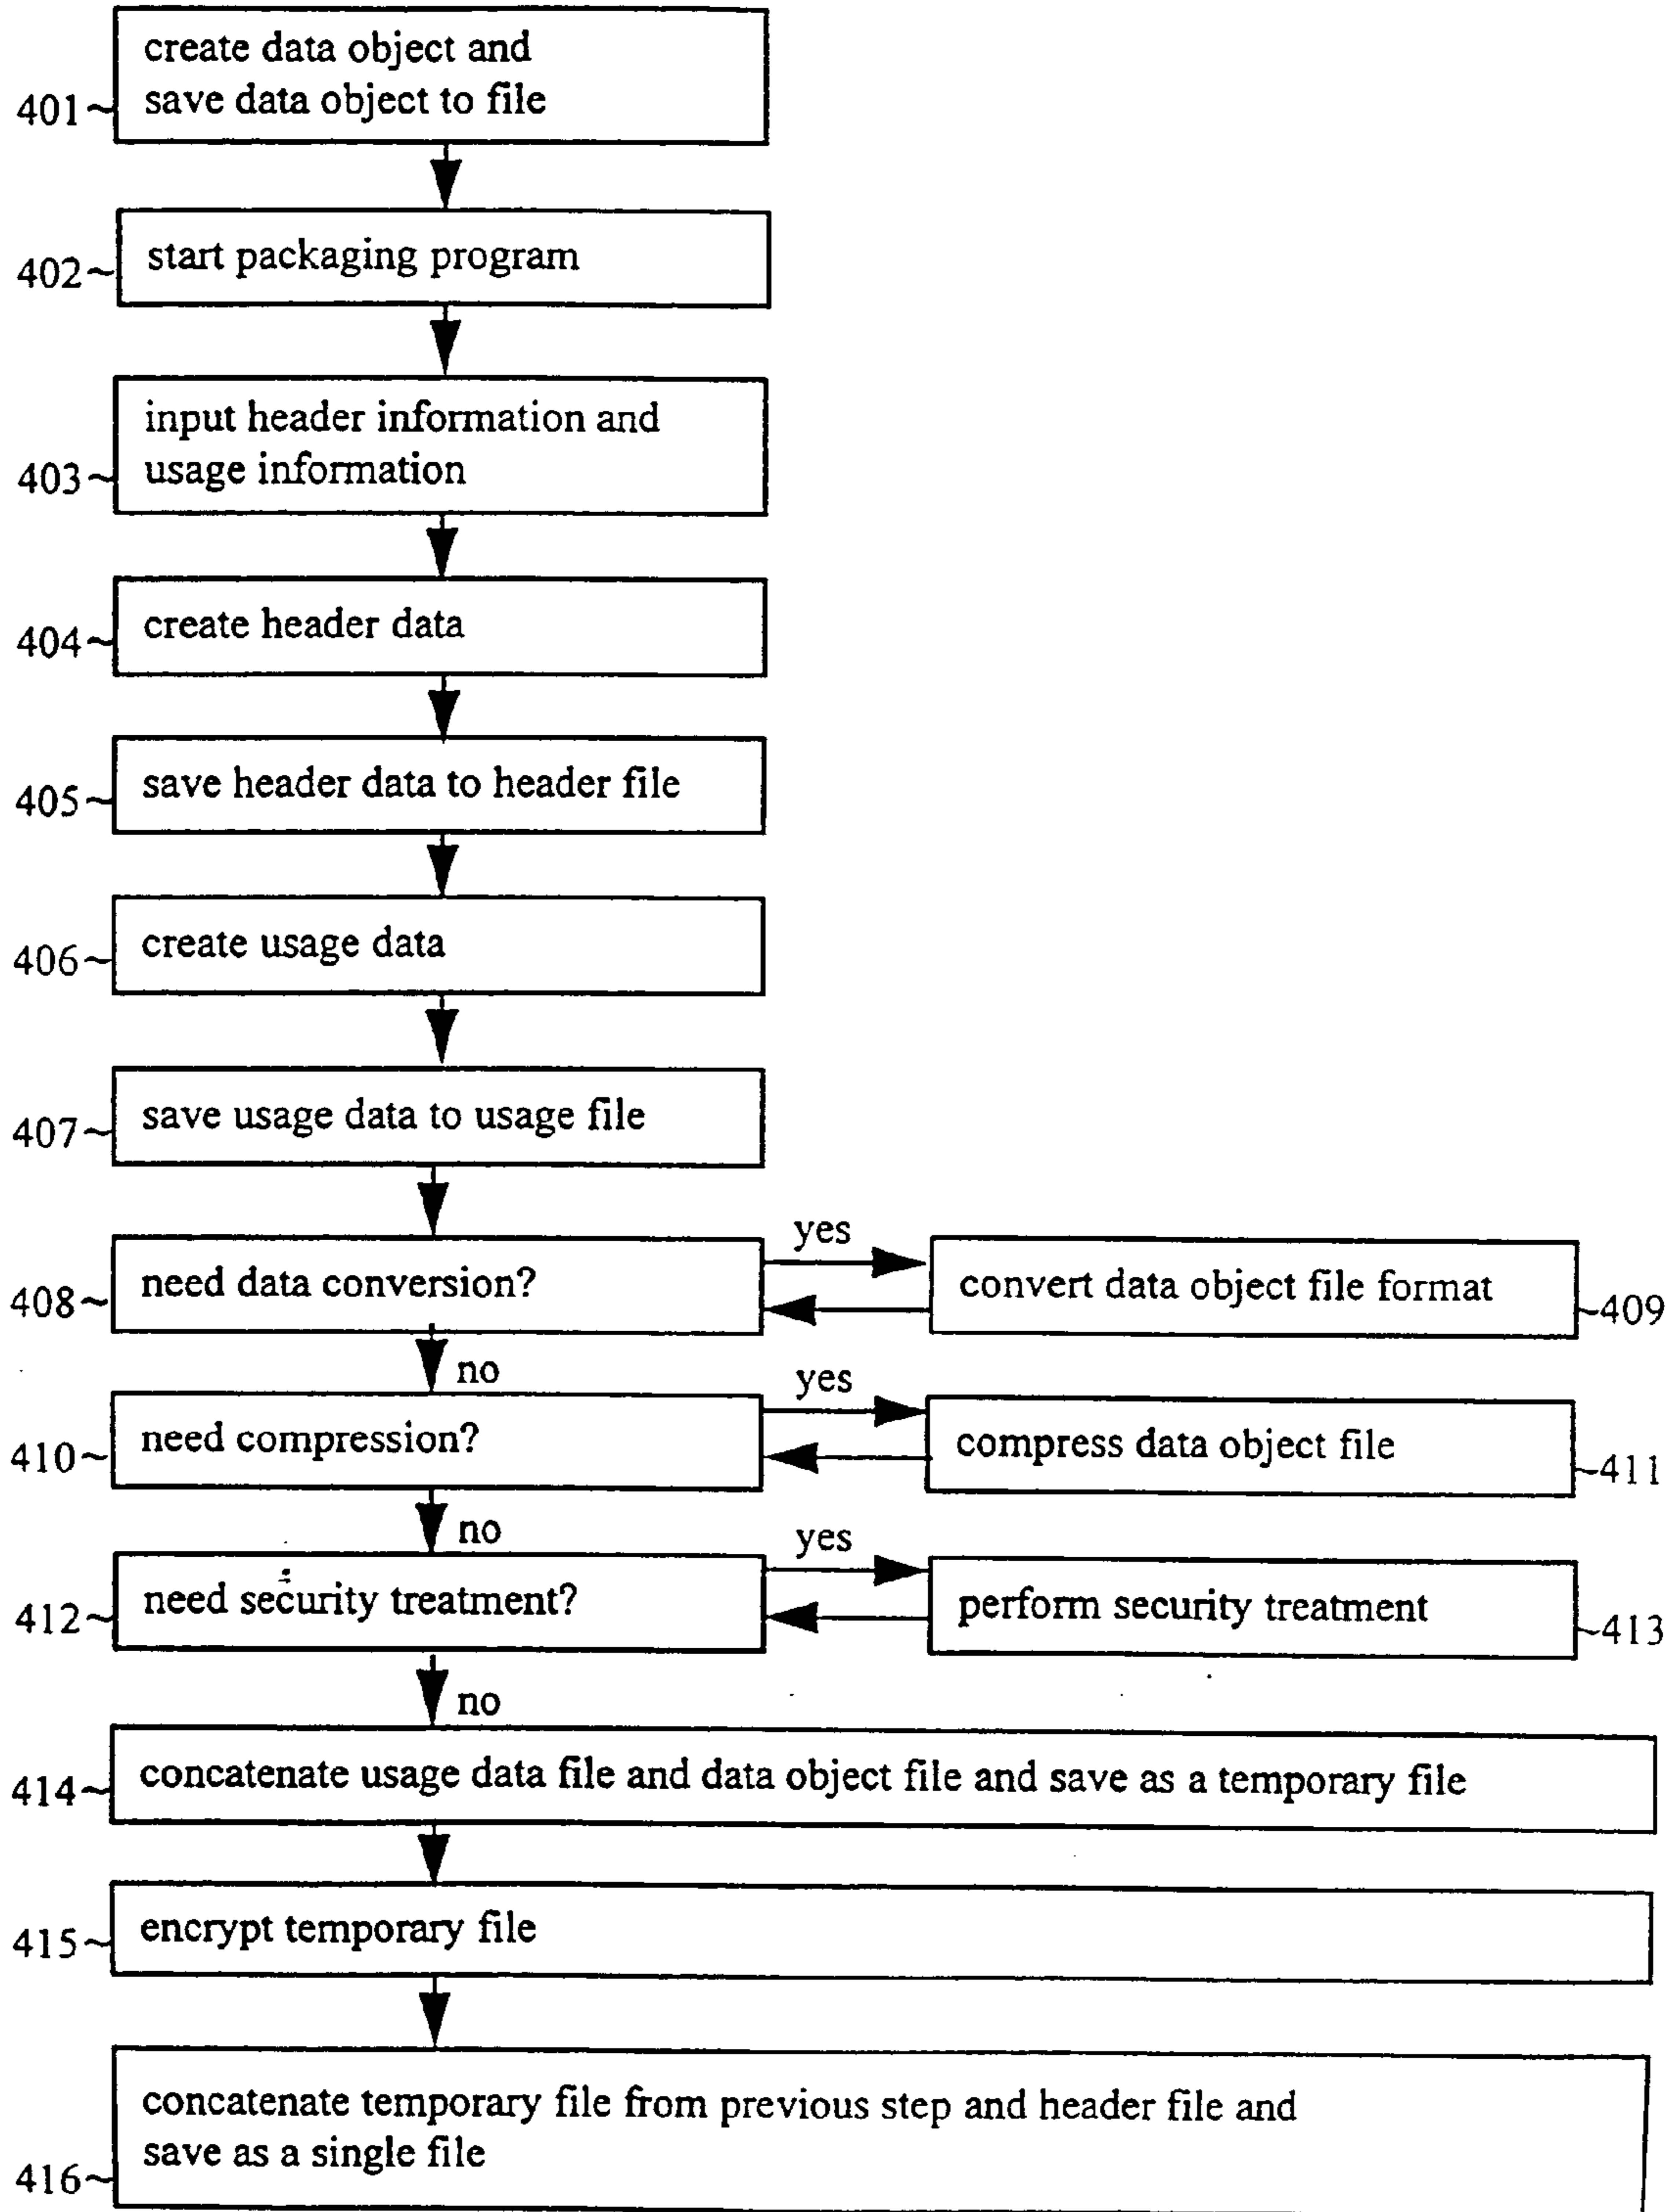 create data object and
save data object to file
401
start packaging program
402
input header information and
usage information
403
create header data
404
save header data to header file
405
create usage data
406
save usage data to usage file
407
need data conversion?
408
yes
convert data object file format
409
no
need compression?
410
yes
compress data object file
411
no
need security treatment?
412
yes
perform security treatment
413
no
concatenate usage data file and data object file and save as a temporary file
414
encrypt temporary file
415
concatenate temporary file from previous step and header file and
save as a single file
416